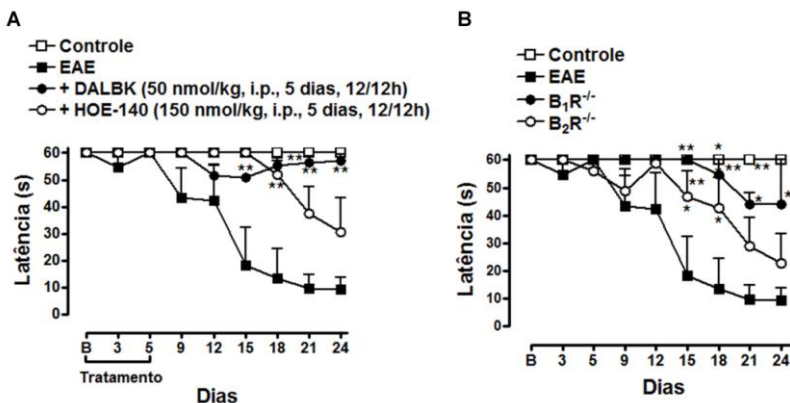 A
Controle
EAE
+ DALBK (50 nmol/kg, i.p., 5 dias, 12/12h)
+ HOE-140 (150 nmol/kg, i.p., 5 dias, 12/12h)
Latência (s)
60
50
40
30
20
10
0
** ** ** ** **
B 3 5 9 12 15 18 21 24
Tratamento
Dias
B
Controle
EAE
B₁R⁻/⁻
B₂R⁻/⁻
Latência (s)
60
50
40
30
20
10
0
** *
** ** **
* * * *
B 3 5 9 12 15 18 21 24
Dias